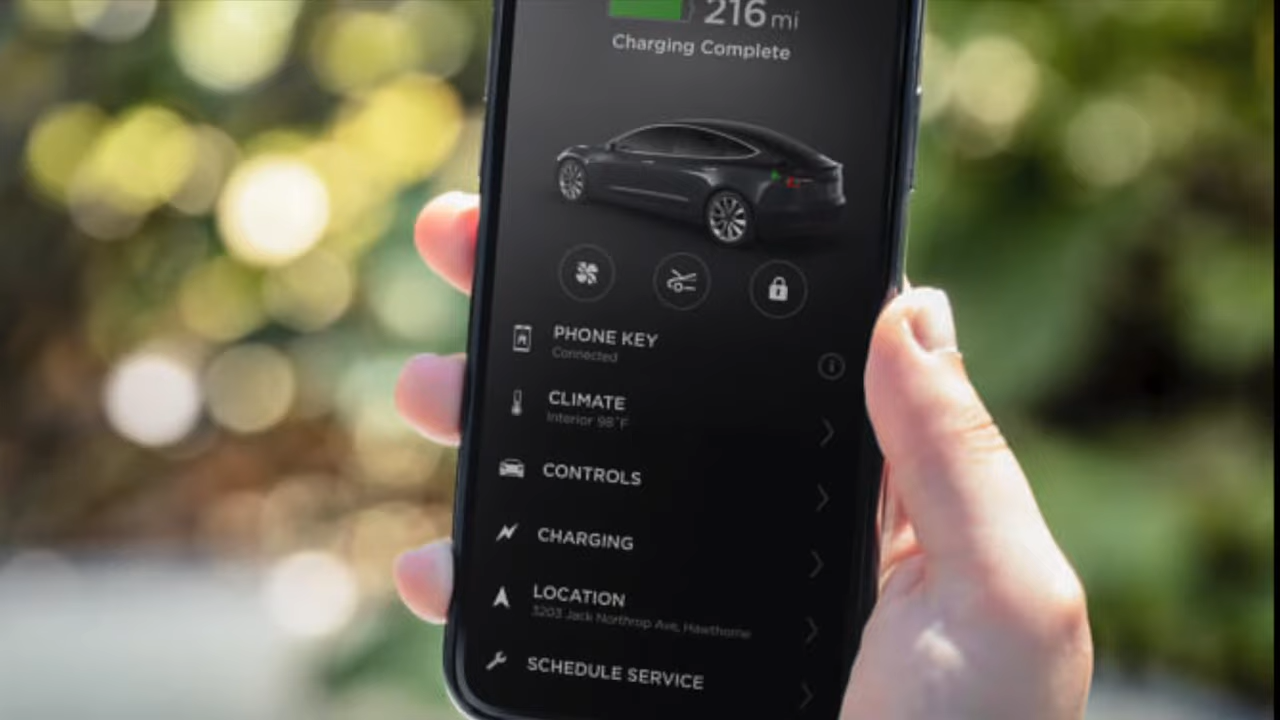 216 mi
Charging Complete
PHONE KEY
Connected
CLIMATE
Interior 98°F
CONTROLS
CHARGING
LOCATION
3203 Jack Northrop Ave, Hawthorne
SCHEDULE SERVICE